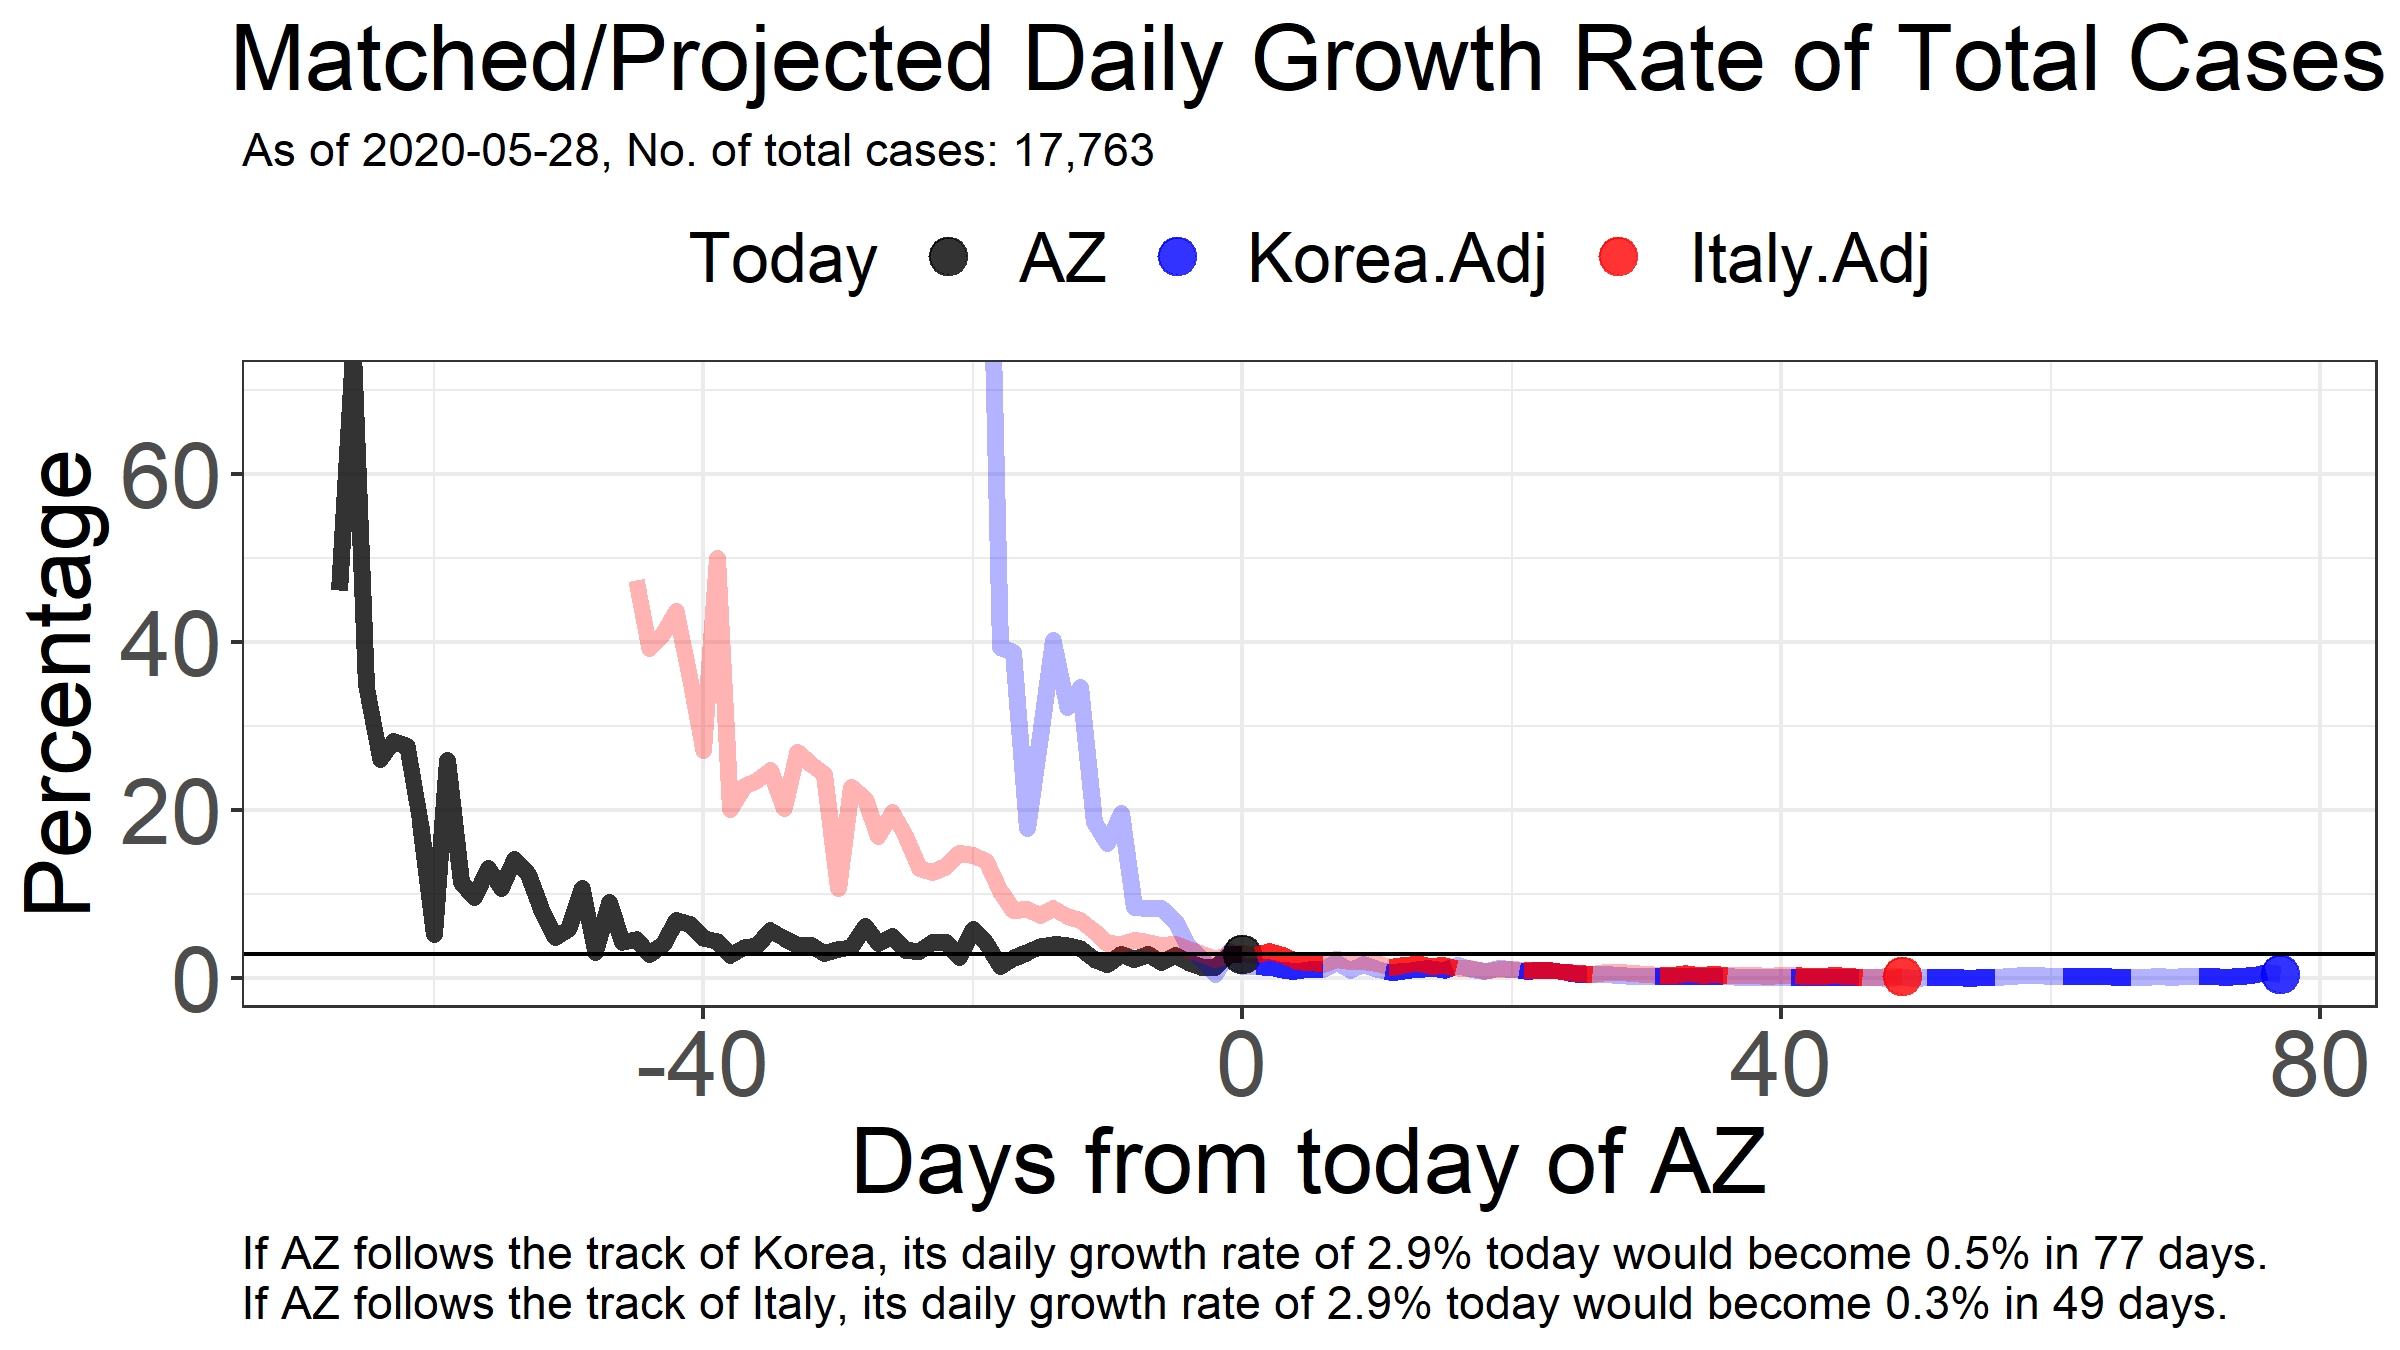 Matched/Projected Daily Growth Rate of Total Cases
As of 2020-05-28, No. of total cases: 17,763
Today AZ Korea.Adj Italy.Adj
Percentage
60
40
20
0
-40 0 40 80
Days from today of AZ
If AZ follows the track of Korea, its daily growth rate of 2.9% today would become 0.5% in 77 days.
If AZ follows the track of Italy, its daily growth rate of 2.9% today would become 0.3% in 49 days.